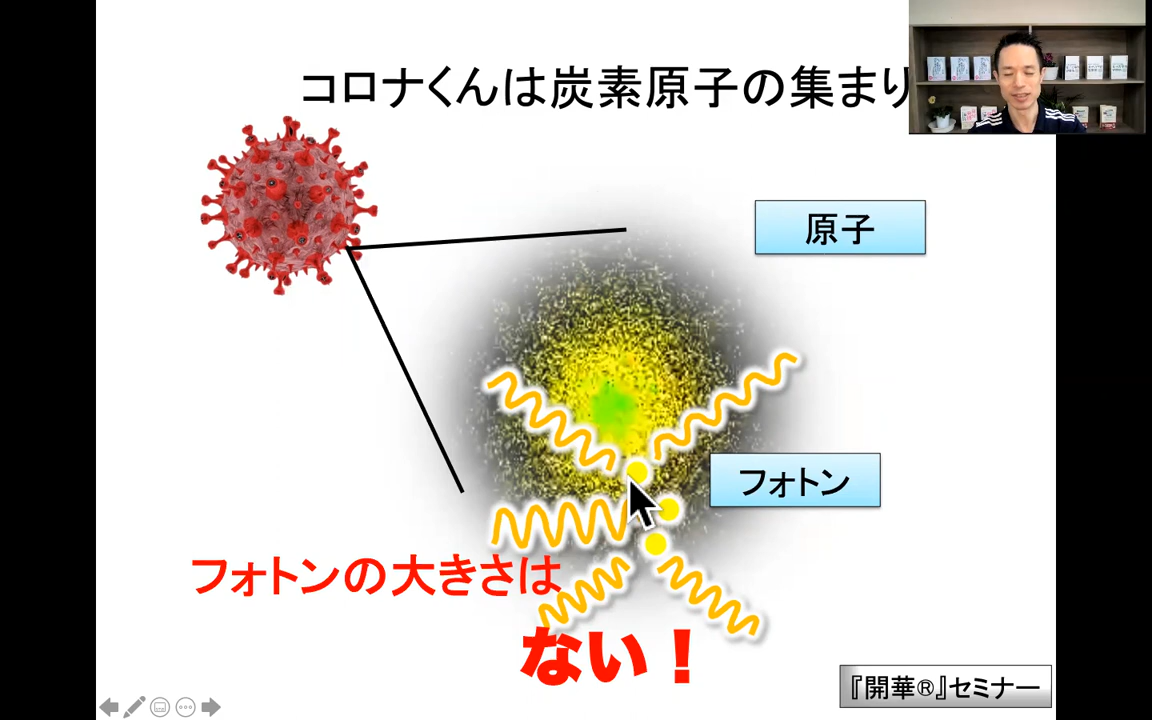 コロナくんは炭素原子の集まり
原子
フォトン
フォトンの大きさは
ない！
『開華®』セミナー